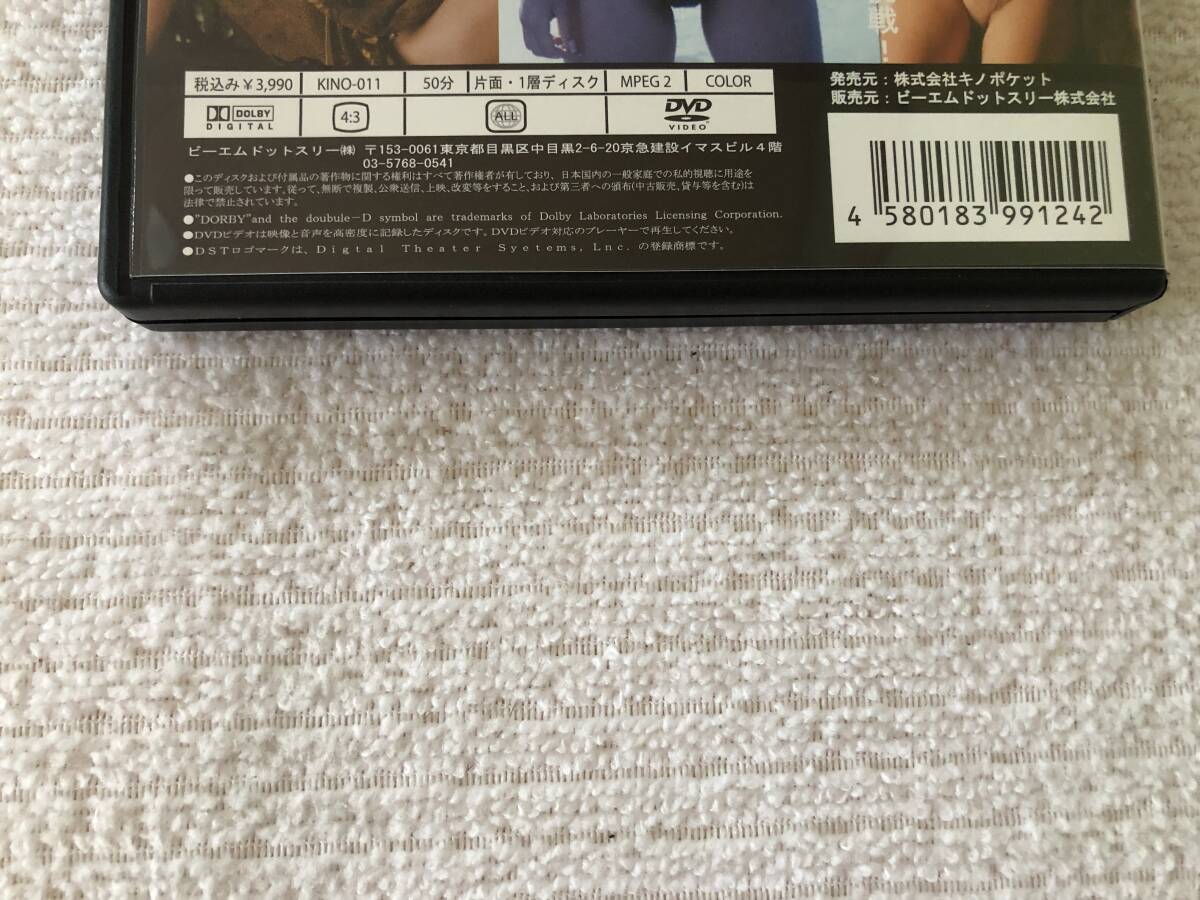 戦！
税込み￥3,990 KINO-011 50分 片面・1層ディスク MPEG 2 COLOR
DOLBY DIGITAL 4:3 ALL DVD VIDEO
ビーエムドットスリー㈱ 〒153-0061東京都目黒区中目黒2-6-20京急建設イマスビル4階
03-5768-0541
●このディスクおよび付属品の著作物に関する権利はすべて著作権者が有しており、日本国内の一般家庭での私的視聴に用途を
限って販売しています。従って、無断で複製、公衆送信、上映、改変等をすること、および第三者への頒布(中古販売、貸与等を含む)は
法律で禁止されています。
●"DORBY"and the doubule-D symbol are trademarks of Dolby Laboratories Licensing Corporation.
●DVDビデオは映像と音声を高密度に記録したディスクです。DVDビデオ対応のプレーヤーで再生してください。
●DSTロゴマークは、Digtal Theater Syetems, Lnc. の登録商標です。
発売元：株式会社キノポケット
販売元：ビーエムドットスリー株式会社
4 580183 991242